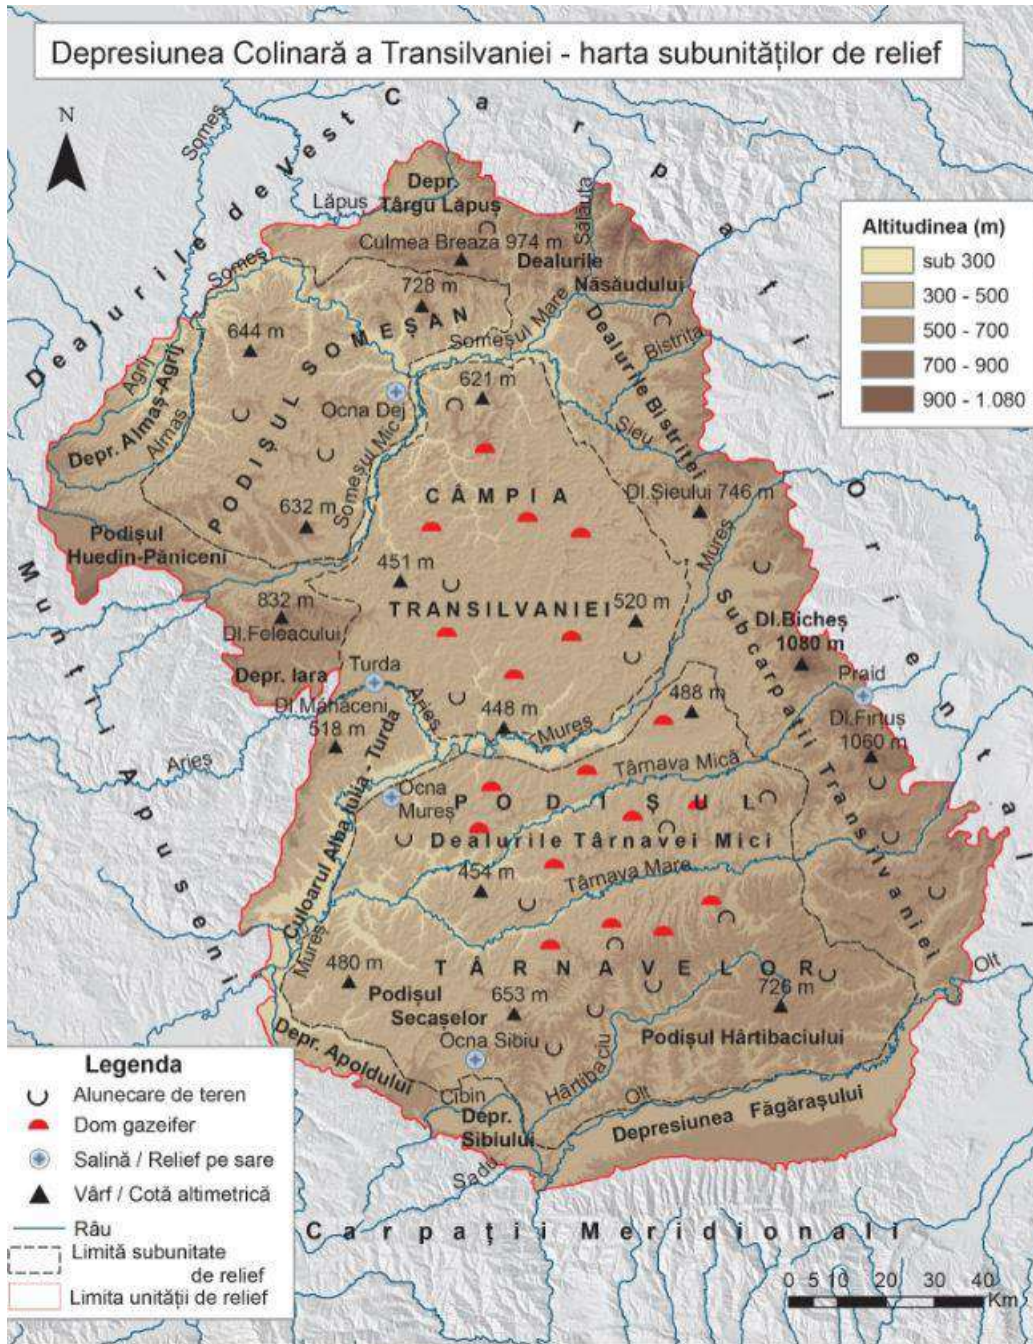 Depresiunea Colinară a Transilvaniei - harta subunităților de relief
N
Someș
Dealurile de Vest
Carpații Orientali
Depr.
Târgu Lăpuș
Lăpuș
Sălăuța
Culmea Breaza 974 m
Dealurile
Năsăudului
Altitudinea (m)
sub 300
300 - 500
500 - 700
700 - 900
900 - 1.080
Someș
728 m
644 m
PODIȘUL SOMEȘAN
Someșul Mare
Dealurile Bistriței
Bistrița
Agrij
Depr. Almaș-Agrij
Almaș
Ocna Dej
621 m
Șieu
Someșul Mic
CÂMPIA
Dl.Șieului 746 m
632 m
Mureș
Podișul
Huedin-Păniceni
451 m
TRANSILVANIEI
520 m
832 m
Dl.Feleacului
Subcarpații Transilvaniei
Dl.Bicheș
1080 m
Depr. Iara
Turda
Praid
Dl.Măhăceni
518 m
Arieș
448 m
Mureș
488 m
Dl.Firtuș
1060 m
Arieș
Munții Apuseni
Târnava Mică
Ocna
Mureș
PODIȘUL
Dealurile Târnavei Mici
Culoarul Alba Iulia - Turda
454 m
Târnava Mare
Mureș
480 m
TÂRNAVELOR
Olt
Podișul
Secașelor
653 m
726 m
Ocna Sibiu
Podișul Hârtibaciului
Depr. Apoldului
Hârtibaciu
Cibin
Olt
Depr.
Sibiului
Depresiunea Făgărașului
Sadu
Carpații Meridionali
Legenda
Alunecare de teren
Dom gazeifer
Salină / Relief pe sare
Vârf / Cotă altimetrică
Râu
Limită subunitate
de relief
Limita unității de relief
0 5 10 20 30 40
Km